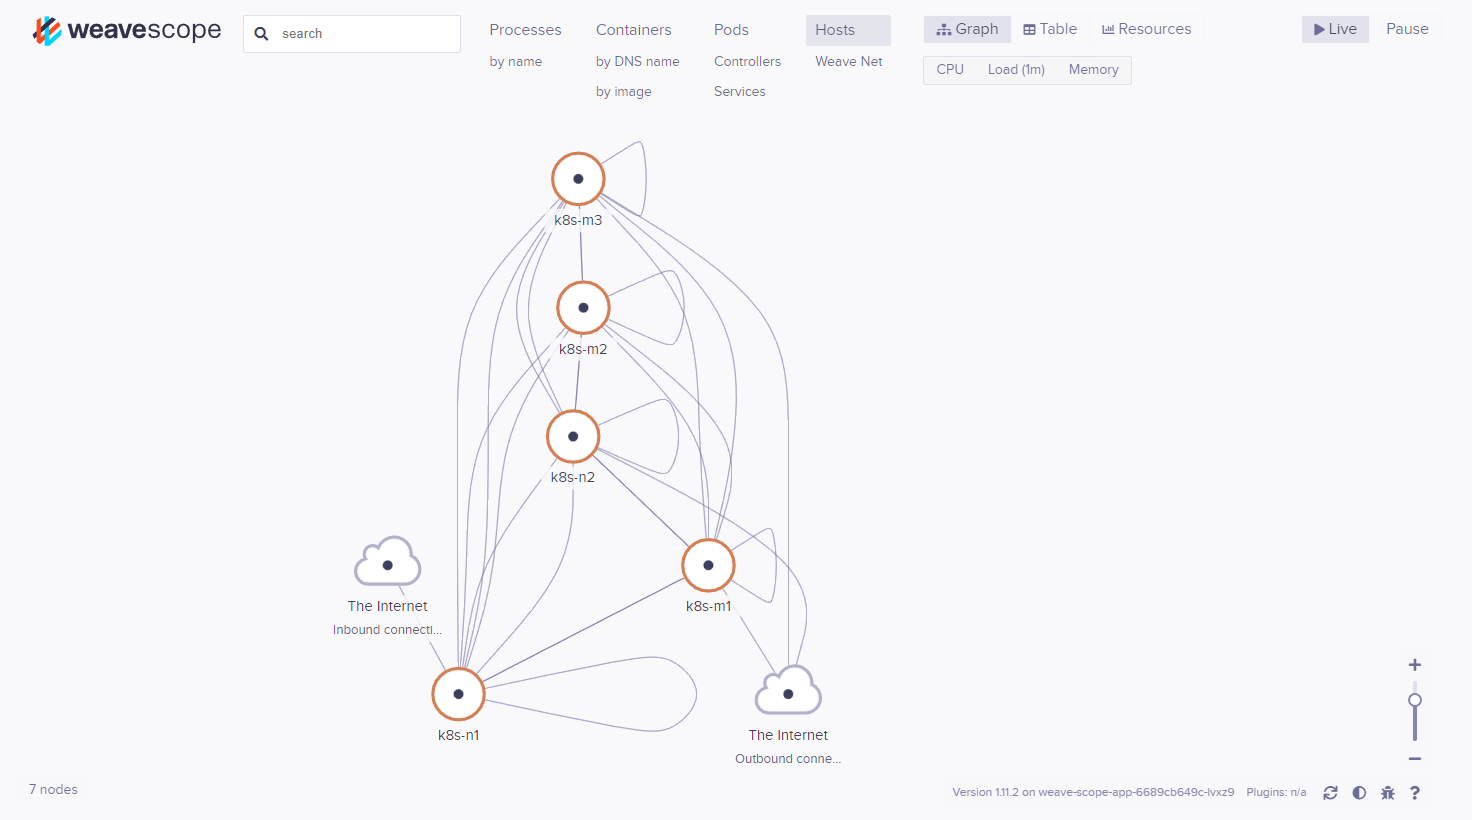 weavescope
search
Processes
by name
Containers
by DNS name
by image
Pods
Controllers
Services
Hosts
Weave Net
Graph
Table
Resources
CPU
Load (1m)
Memory
Live
Pause
k8s-m3
k8s-m2
k8s-n2
The Internet
Inbound connecti...
k8s-m1
k8s-n1
The Internet
Outbound conne...
7 nodes
Version 1.11.2 on weave-scope-app-6689cb649c-lvxz9
Plugins: n/a